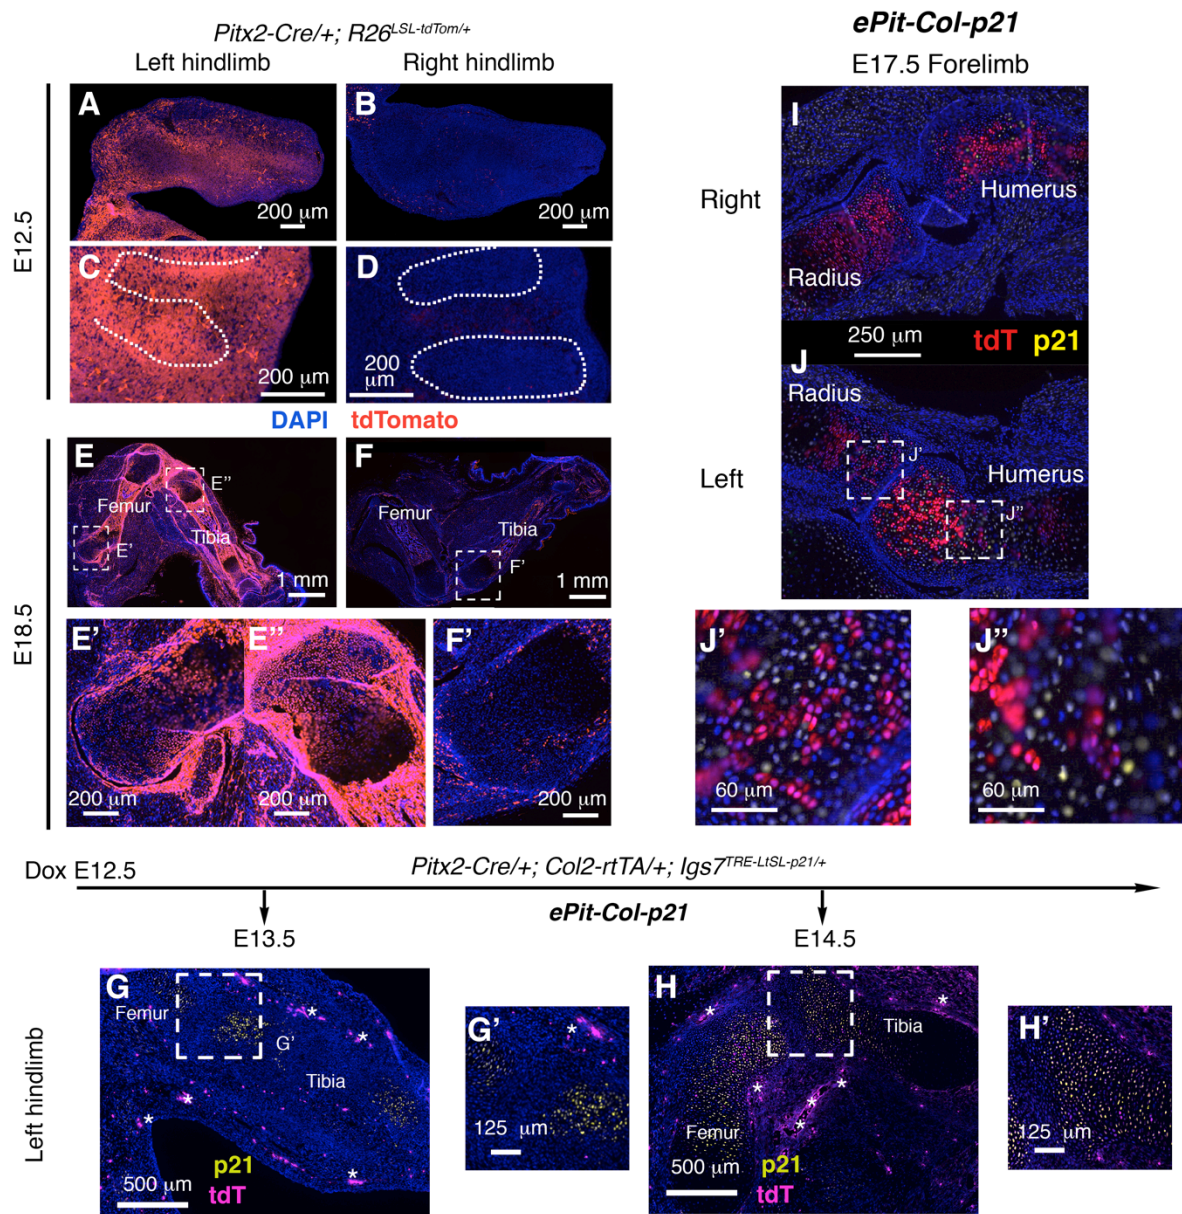 Pitx2-Cre/+; R26LSL-tdTom/+
Left hindlimb
Right hindlimb
ePit-Col-p21
E17.5 Forelimb
E12.5
A
200 µm
B
200 µm
C
200 µm
D
200
µm
DAPI
tdTomato
E18.5
E
Femur
E''
E'
Tibia
1 mm
F
Femur
Tibia
F'
1 mm
E'
200 µm
E''
200 µm
F'
200 µm
Right
I
Humerus
Radius
250 µm
tdT
p21
Left
J
Radius
J'
Humerus
J''
J'
60 µm
J''
60 µm
Dox E12.5
Pitx2-Cre/+; Col2-rtTA/+; Igs7TRE-LtSL-p21/+
ePit-Col-p21
E13.5
E14.5
Left hindlimb
G
Femur
*
*
G'
Tibia
*
*
*
p21
500 µm
tdT
G'
*
125 µm
H
*
*
Tibia
*
*
*
*
Femur
500 µm
p21
tdT
H'
125 µm